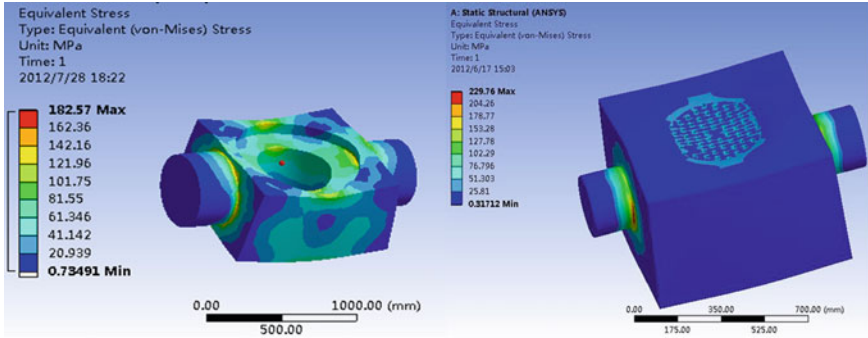 Equivalent Stress
Type: Equivalent (von-Mises) Stress
Unit: MPa
Time: 1
2012/7/28 18:22
182.57 Max
162.36
142.16
121.96
101.75
81.55
61.346
41.142
20.939
0.73491 Min
0.00
1000.00 (mm)
500.00
A: Static Structural (ANSYS)
Equivalent Stress
Type: Equivalent (von-Mises) Stress
Unit: MPa
Time: 1
2012/6/17 15:03
229.76 Max
204.26
178.77
153.28
127.78
102.29
76.796
51.303
25.81
0.31712 Min
0.00
350.00
700.00 (mm)
175.00
525.00